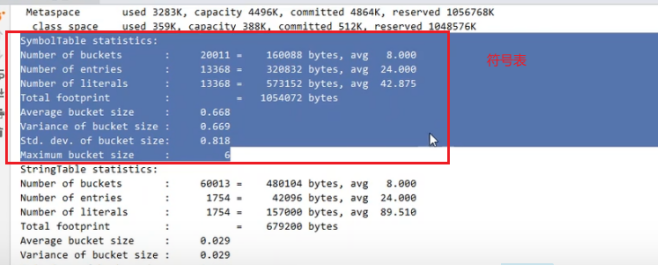 Metaspace       used 3283K, capacity 4496K, committed 4864K, reserved 1056768K
class space    used 359K, capacity 388K, committed 512K, reserved 1048576K
SymbolTable statistics:
Number of buckets       :     20011 =    160088 bytes, avg   8.000
Number of entries       :     13368 =    320832 bytes, avg  24.000
Number of literals      :     13368 =    573152 bytes, avg  42.875
Total footprint         :           =   1054072 bytes
Average bucket size     :     0.668
Variance of bucket size :     0.669
Std. dev. of bucket size:     0.818
Maximum bucket size     :         6
符号表
StringTable statistics:
Number of buckets       :     60013 =    480104 bytes, avg   8.000
Number of entries       :      1754 =     42096 bytes, avg  24.000
Number of literals      :      1754 =    157000 bytes, avg  89.510
Total footprint         :           =    679200 bytes
Average bucket size     :     0.029
Variance of bucket size :     0.029